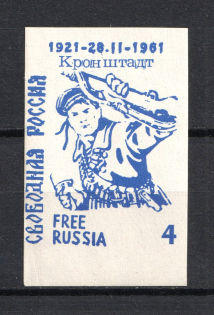 1921-28.II-1961
Кронштадт
СВОБОДНАЯ РОССИЯ
FREE
RUSSIA
4